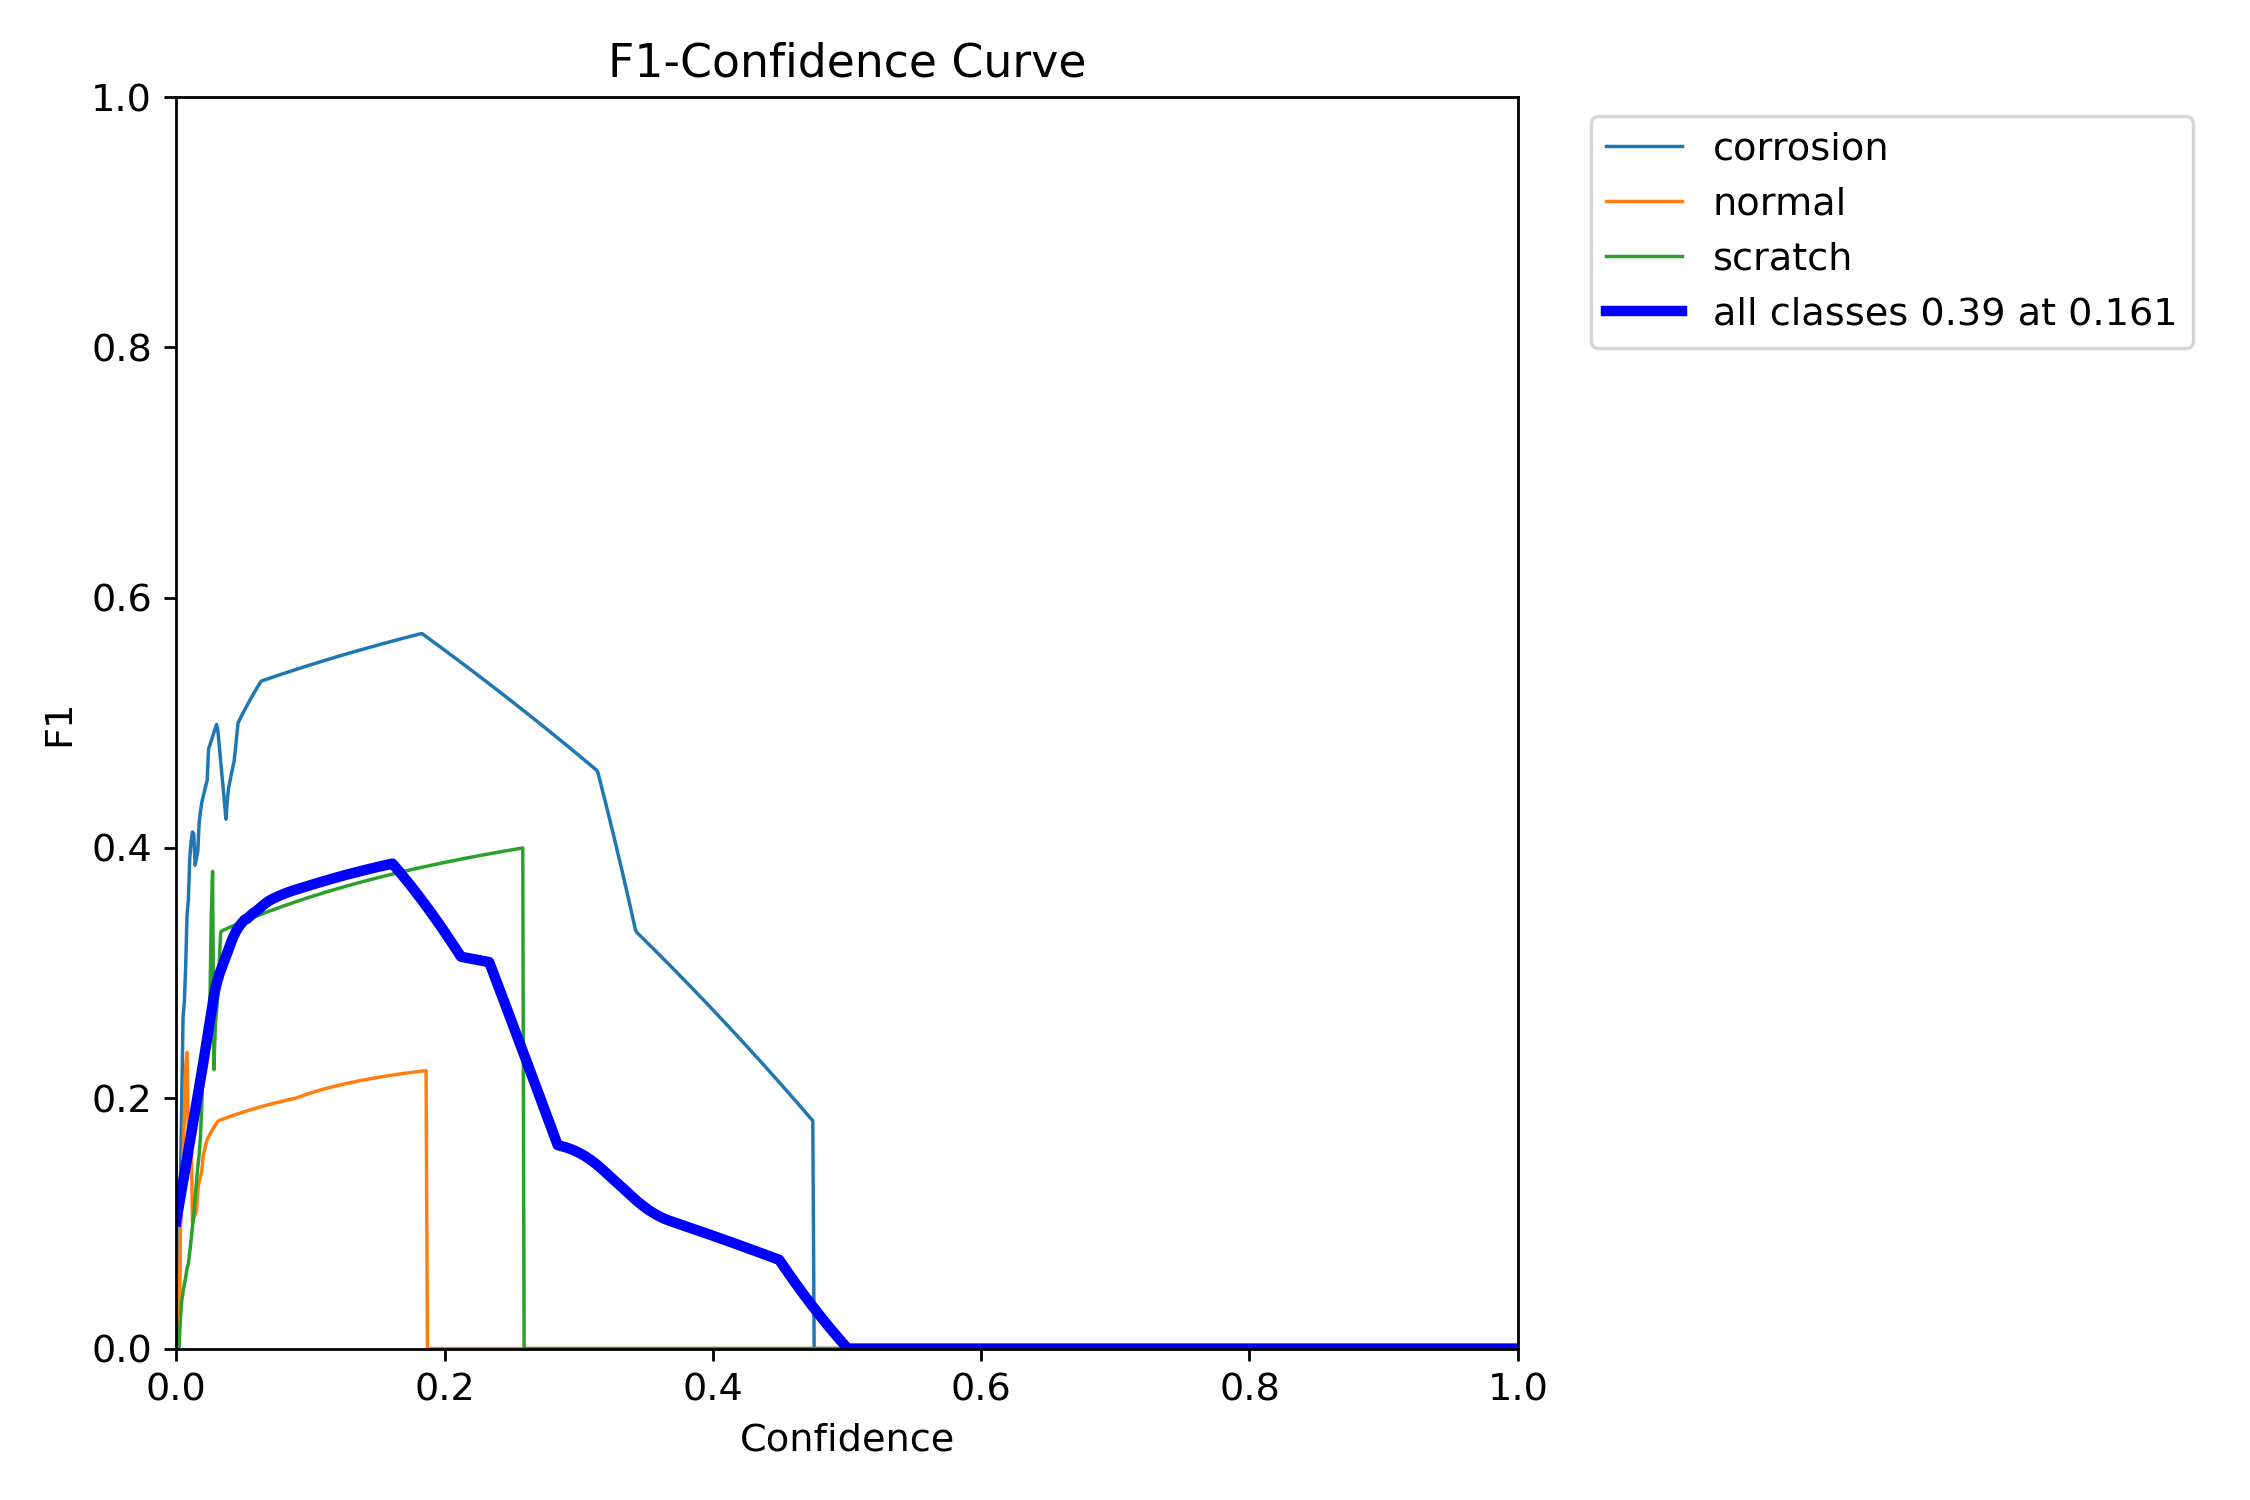 F1-Confidence Curve
1.0
0.8
0.6
0.4
0.2
0.0
F1
0.0 0.2 0.4 0.6 0.8 1.0
Confidence
corrosion
normal
scratch
all classes 0.39 at 0.161